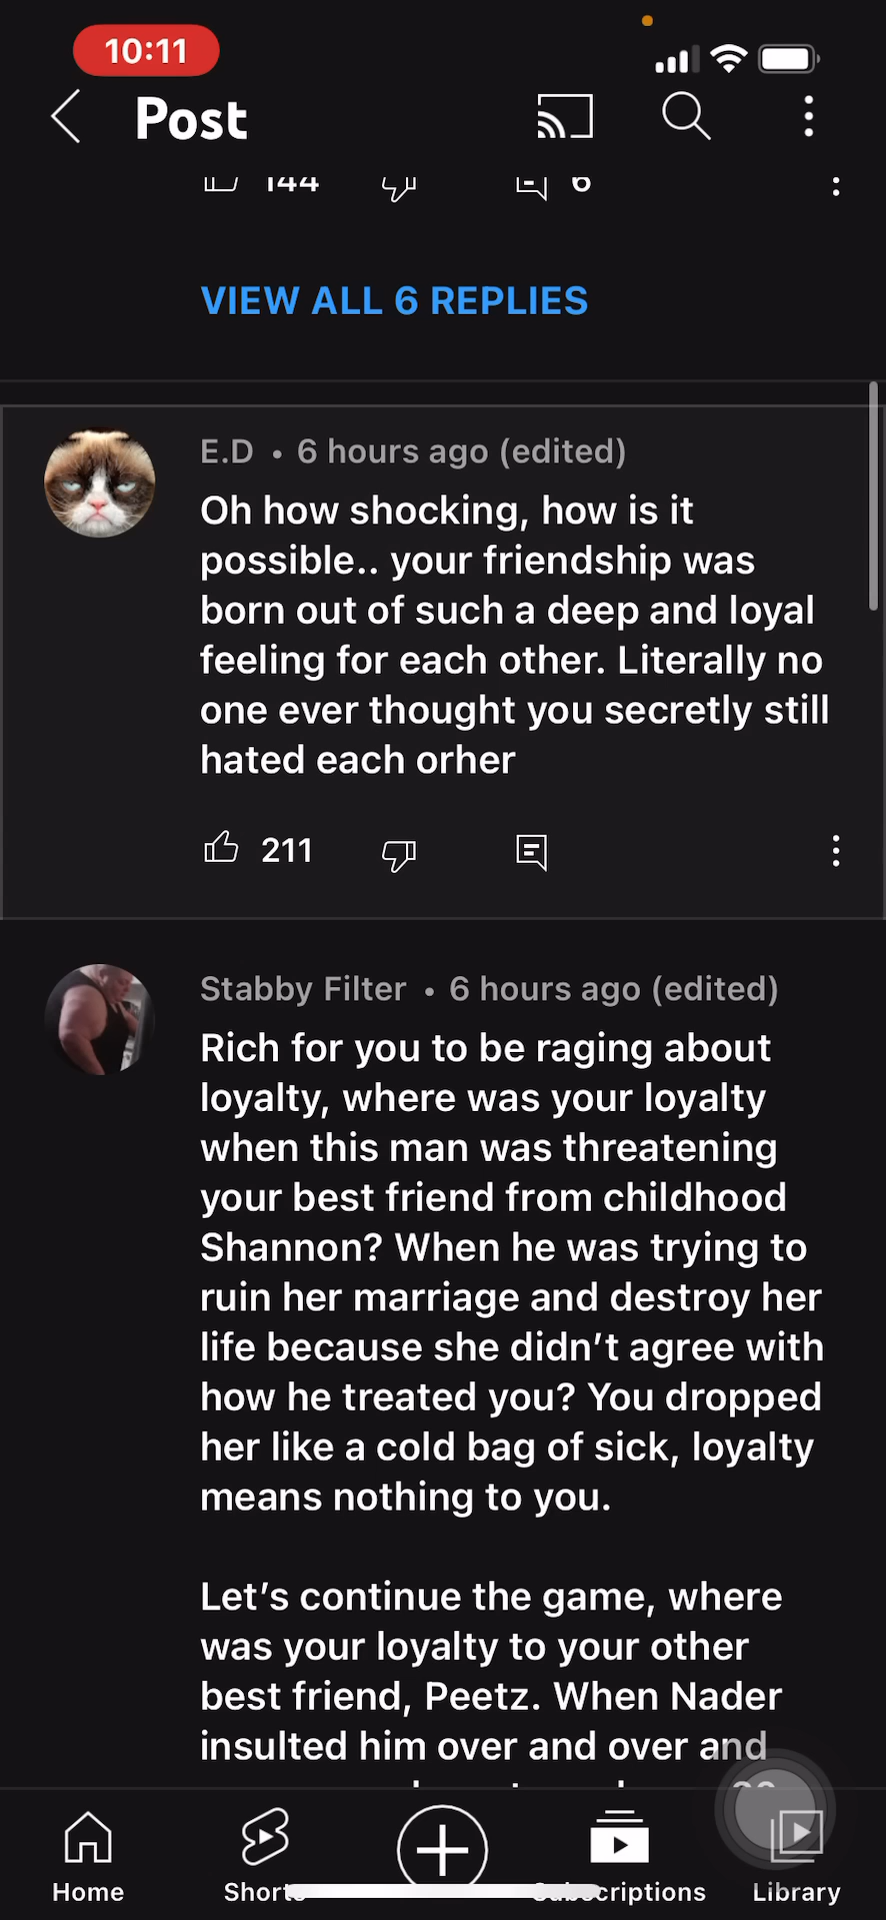 10:11
Post
144 6
VIEW ALL 6 REPLIES
E.D • 6 hours ago (edited)
Oh how shocking, how is it
possible.. your friendship was
born out of such a deep and loyal
feeling for each other. Literally no
one ever thought you secretly still
hated each orher
211
Stabby Filter • 6 hours ago (edited)
Rich for you to be raging about
loyalty, where was your loyalty
when this man was threatening
your best friend from childhood
Shannon? When he was trying to
ruin her marriage and destroy her
life because she didn’t agree with
how he treated you? You dropped
her like a cold bag of sick, loyalty
means nothing to you.
Let’s continue the game, where
was your loyalty to your other
best friend, Peetz. When Nader
insulted him over and over and
Home Shorts Subscriptions Library